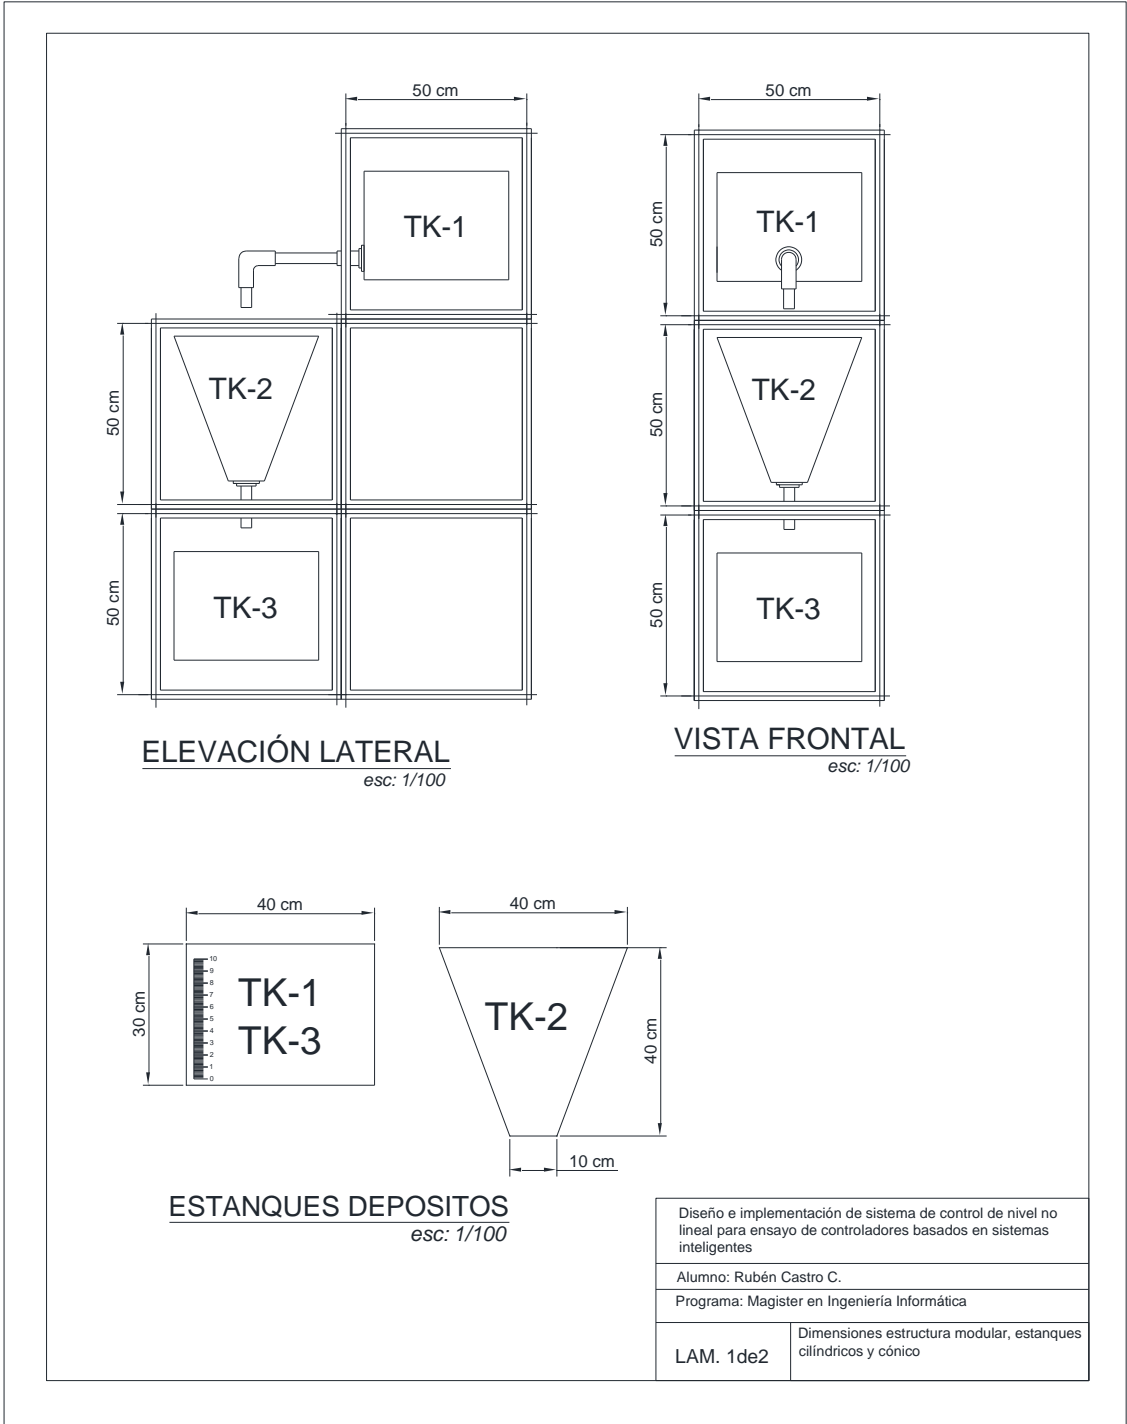 50 cm
50 cm
TK-1
TK-1
50 cm
TK-2
TK-2
50 cm
50 cm
TK-3
TK-3
50 cm
50 cm
ELEVACIÓN LATERAL
esc: 1/100
VISTA FRONTAL
esc: 1/100
40 cm
40 cm
30 cm
10
9
8
7
6
5
4
3
2
1
0
TK-1
TK-3
TK-2
40 cm
10 cm
ESTANQUES DEPOSITOS
esc: 1/100
Diseño e implementación de sistema de control de nivel no
lineal para ensayo de controladores basados en sistemas
inteligentes
Alumno: Rubén Castro C.
Programa: Magister en Ingeniería Informática
LAM. 1de2
Dimensiones estructura modular, estanques
cilíndricos y cónico